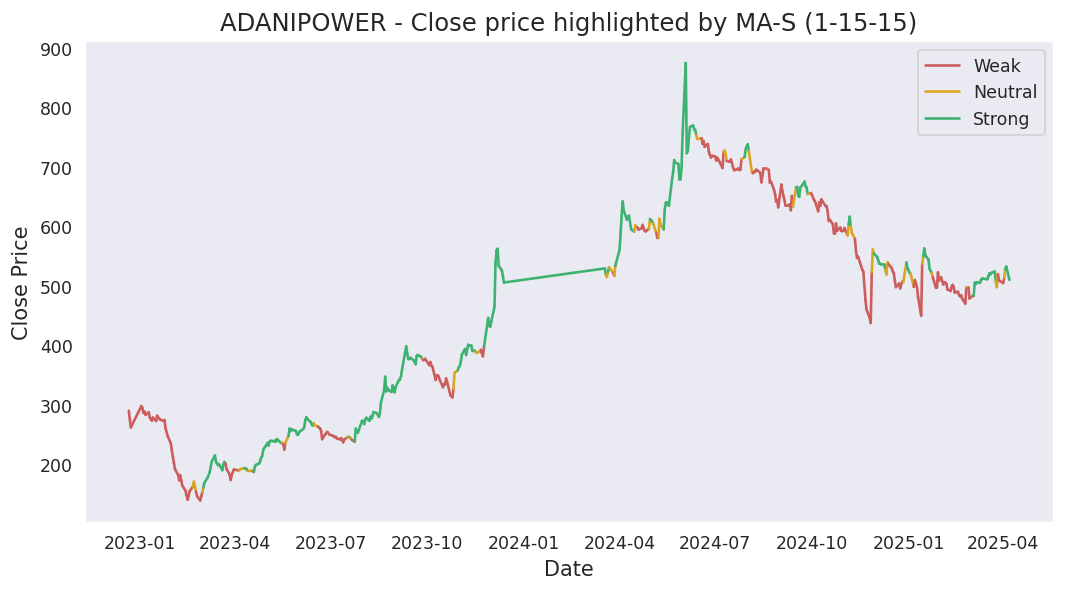 ADANIPOWER - Close price highlighted by MA-S (1-15-15)
Weak
Neutral
Strong
Close Price
900
800
700
600
500
400
300
200
2023-01 2023-04 2023-07 2023-10 2024-01 2024-04 2024-07 2024-10 2025-01 2025-04
Date